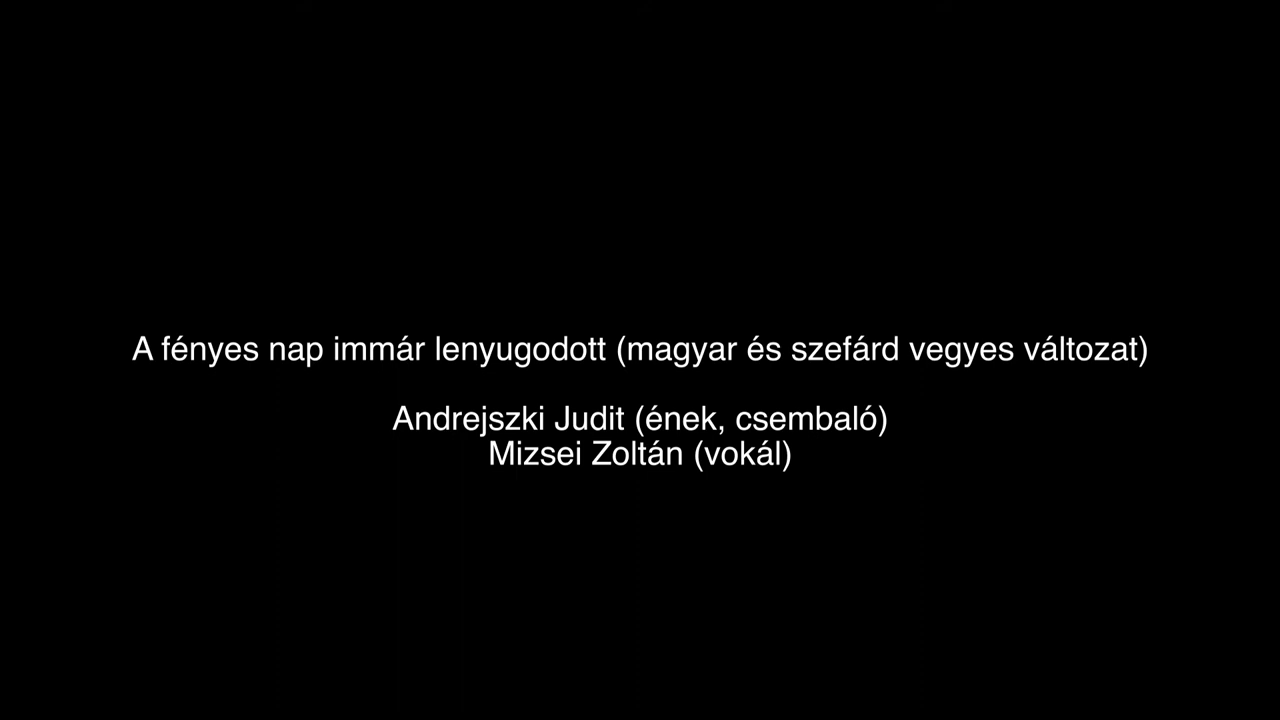 A fényes nap immár lenyugodott (magyar és szefárd vegyes változat)
Andrejszki Judit (ének, csembaló)
Mizsei Zoltán (vokál)